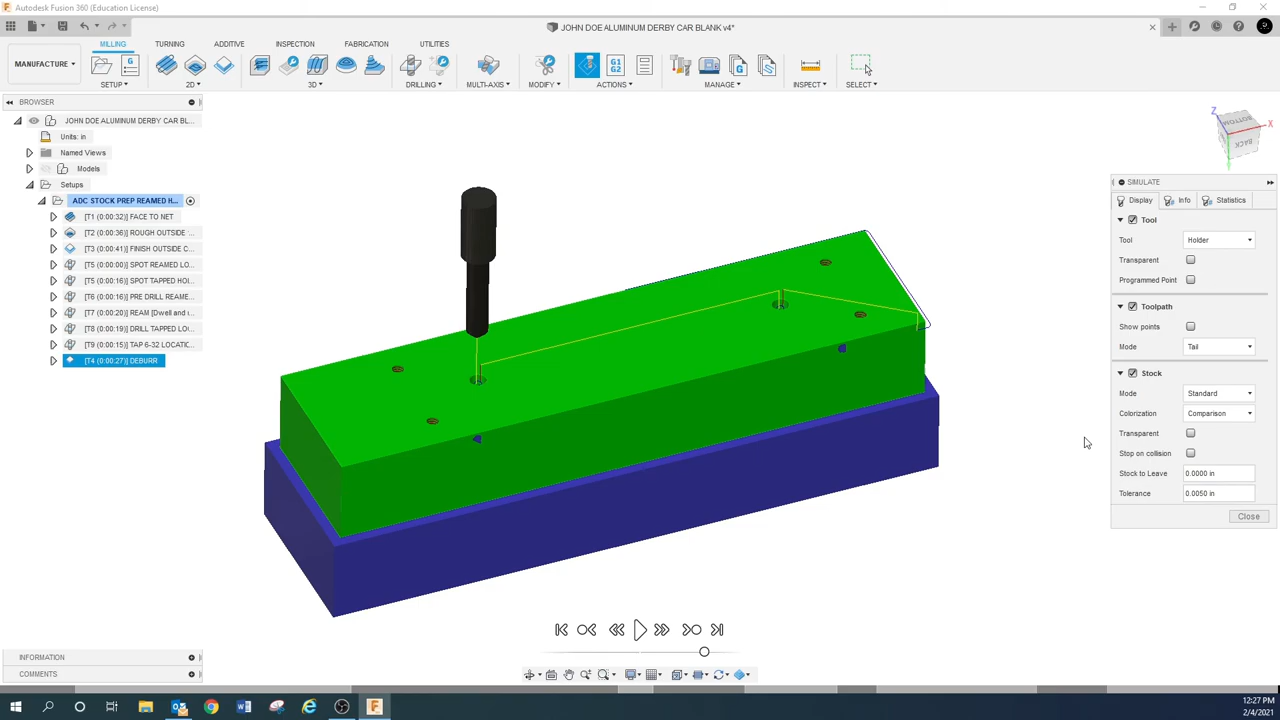 Autodesk Fusion 360 (Education License)
JOHN DOE ALUMINUM DERBY CAR BLANK v4*
MANUFACTURE
MILLING
TURNING
ADDITIVE
INSPECTION
FABRICATION
UTILITIES
SETUP
2D
3D
DRILLING
MULTI-AXIS
MODIFY
G1
G2
ACTIONS
MANAGE
INSPECT
SELECT
BROWSER
JOHN DOE ALUMINUM DERBY CAR BL...
Units: in
Named Views
Models
Setups
ADC STOCK PREP REAMED H...
[T1 (0:00:32)] FACE TO NET
[T2 (0:00:36)] ROUGH OUTSIDE ...
[T3 (0:00:41)] FINISH OUTSIDE C...
[T5 (0:00:00)] SPOT REAMED LO...
[T5 (0:00:16)] SPOT TAPPED HOL...
[T6 (0:00:16)] PRE DRILL REAME...
[T7 (0:00:20)] REAM [Dwell and r...
[T8 (0:00:19)] DRILL TAPPED LO...
[T9 (0:00:15)] TAP 6-32 LOCATIO...
[T4 (0:00:27)] DEBURR
Z
X
BOTTOM
BACK
SIMULATE
Display
Info
Statistics
Tool
Tool
Holder
Transparent
Programmed Point
Toolpath
Show points
Mode
Tail
Stock
Mode
Standard
Colorization
Comparison
Transparent
Stop on collision
Stock to Leave
0.0000 in
Tolerance
0.0050 in
Close
INFORMATION
COMMENTS
12:27 PM
2/4/2021